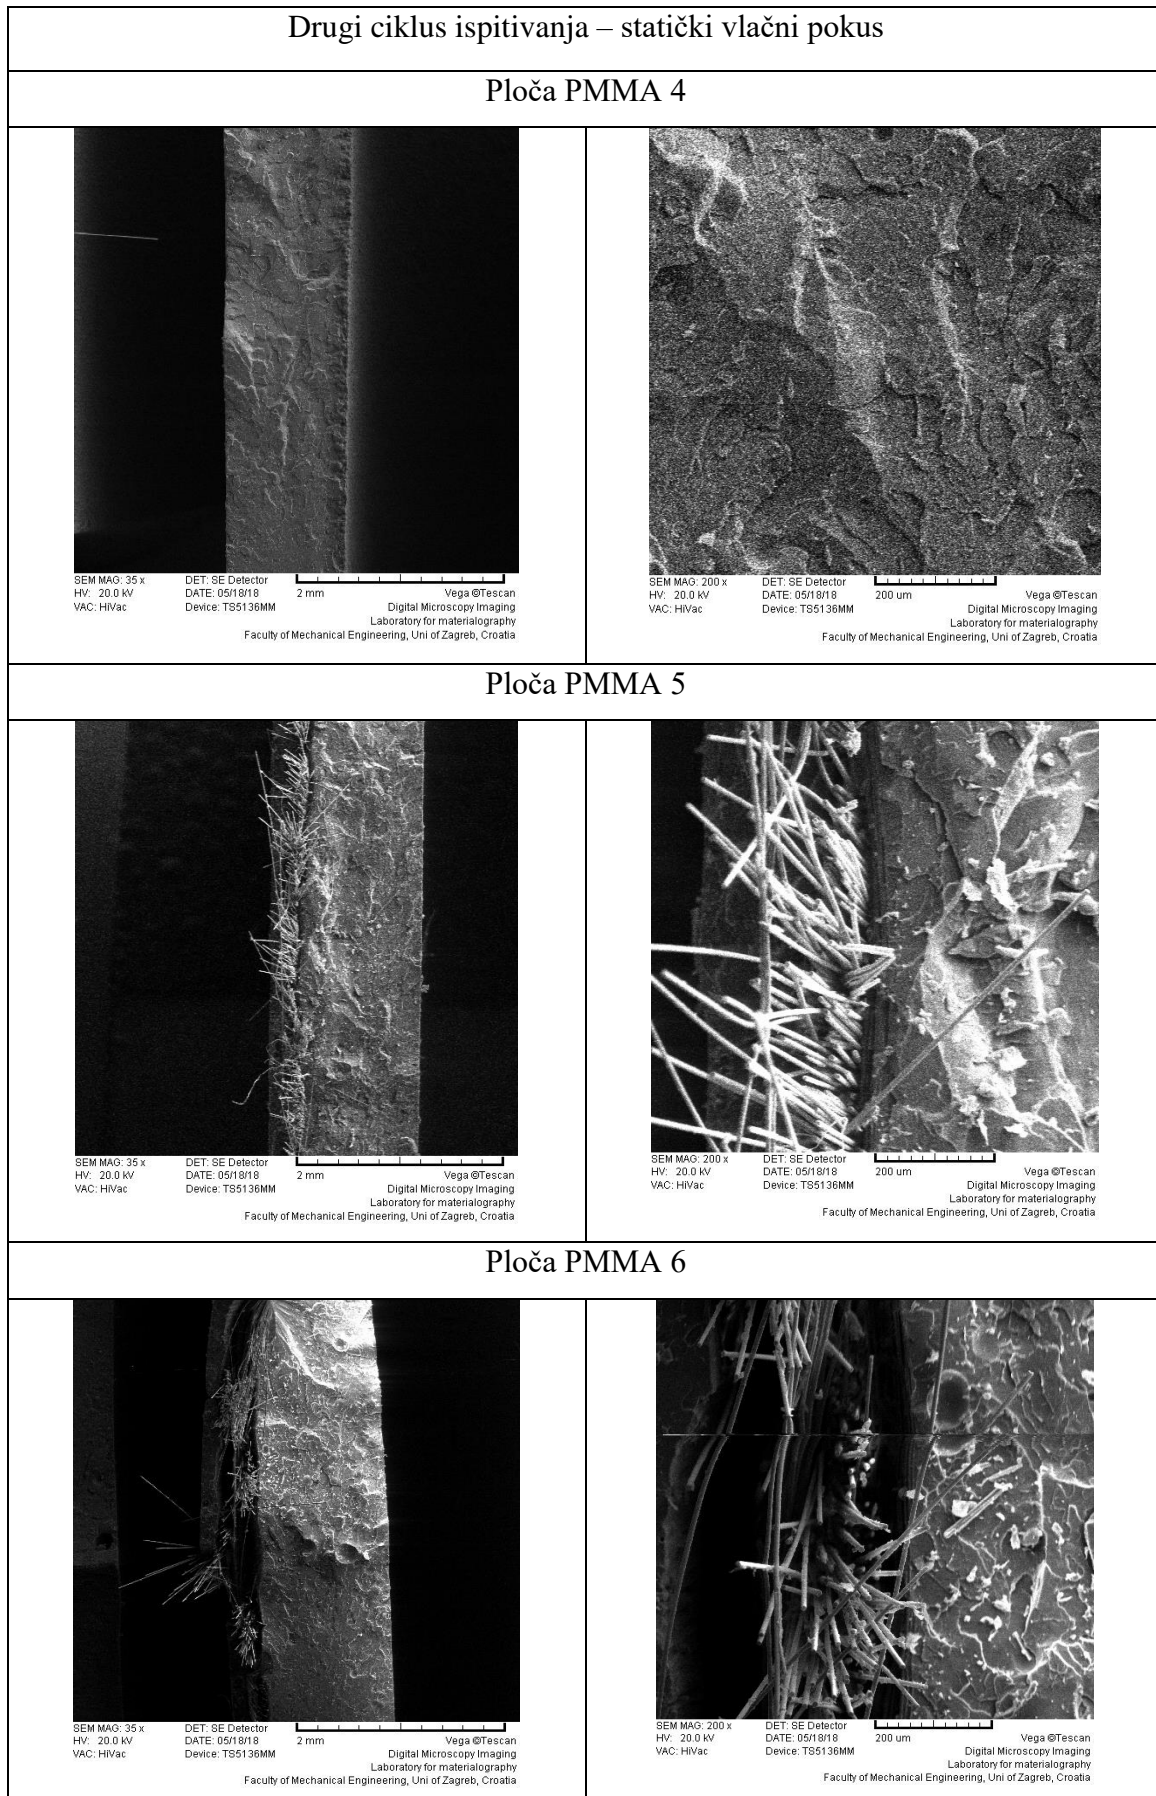 Drugi ciklus ispitivanja – statički vlačni pokus
Ploča PMMA 4
SEM MAG: 35 x DET: SE Detector
HV: 20.0 kV DATE: 05/18/18 2 mm Vega ©Tescan
VAC: HiVac Device: TS5136MM Digital Microscopy Imaging
Laboratory for materialography
Faculty of Mechanical Engineering, Uni of Zagreb, Croatia
SEM MAG: 200 x DET: SE Detector
HV: 20.0 kV DATE: 05/18/18 200 um Vega ©Tescan
VAC: HiVac Device: TS5136MM Digital Microscopy Imaging
Laboratory for materialography
Faculty of Mechanical Engineering, Uni of Zagreb, Croatia
Ploča PMMA 5
SEM MAG: 35 x DET: SE Detector
HV: 20.0 kV DATE: 05/18/18 2 mm Vega ©Tescan
VAC: HiVac Device: TS5136MM Digital Microscopy Imaging
Laboratory for materialography
Faculty of Mechanical Engineering, Uni of Zagreb, Croatia
SEM MAG: 200 x DET: SE Detector
HV: 20.0 kV DATE: 05/18/18 200 um Vega ©Tescan
VAC: HiVac Device: TS5136MM Digital Microscopy Imaging
Laboratory for materialography
Faculty of Mechanical Engineering, Uni of Zagreb, Croatia
Ploča PMMA 6
SEM MAG: 35 x DET: SE Detector
HV: 20.0 kV DATE: 05/18/18 2 mm Vega ©Tescan
VAC: HiVac Device: TS5136MM Digital Microscopy Imaging
Laboratory for materialography
Faculty of Mechanical Engineering, Uni of Zagreb, Croatia
SEM MAG: 200 x DET: SE Detector
HV: 20.0 kV DATE: 05/18/18 200 um Vega ©Tescan
VAC: HiVac Device: TS5136MM Digital Microscopy Imaging
Laboratory for materialography
Faculty of Mechanical Engineering, Uni of Zagreb, Croatia